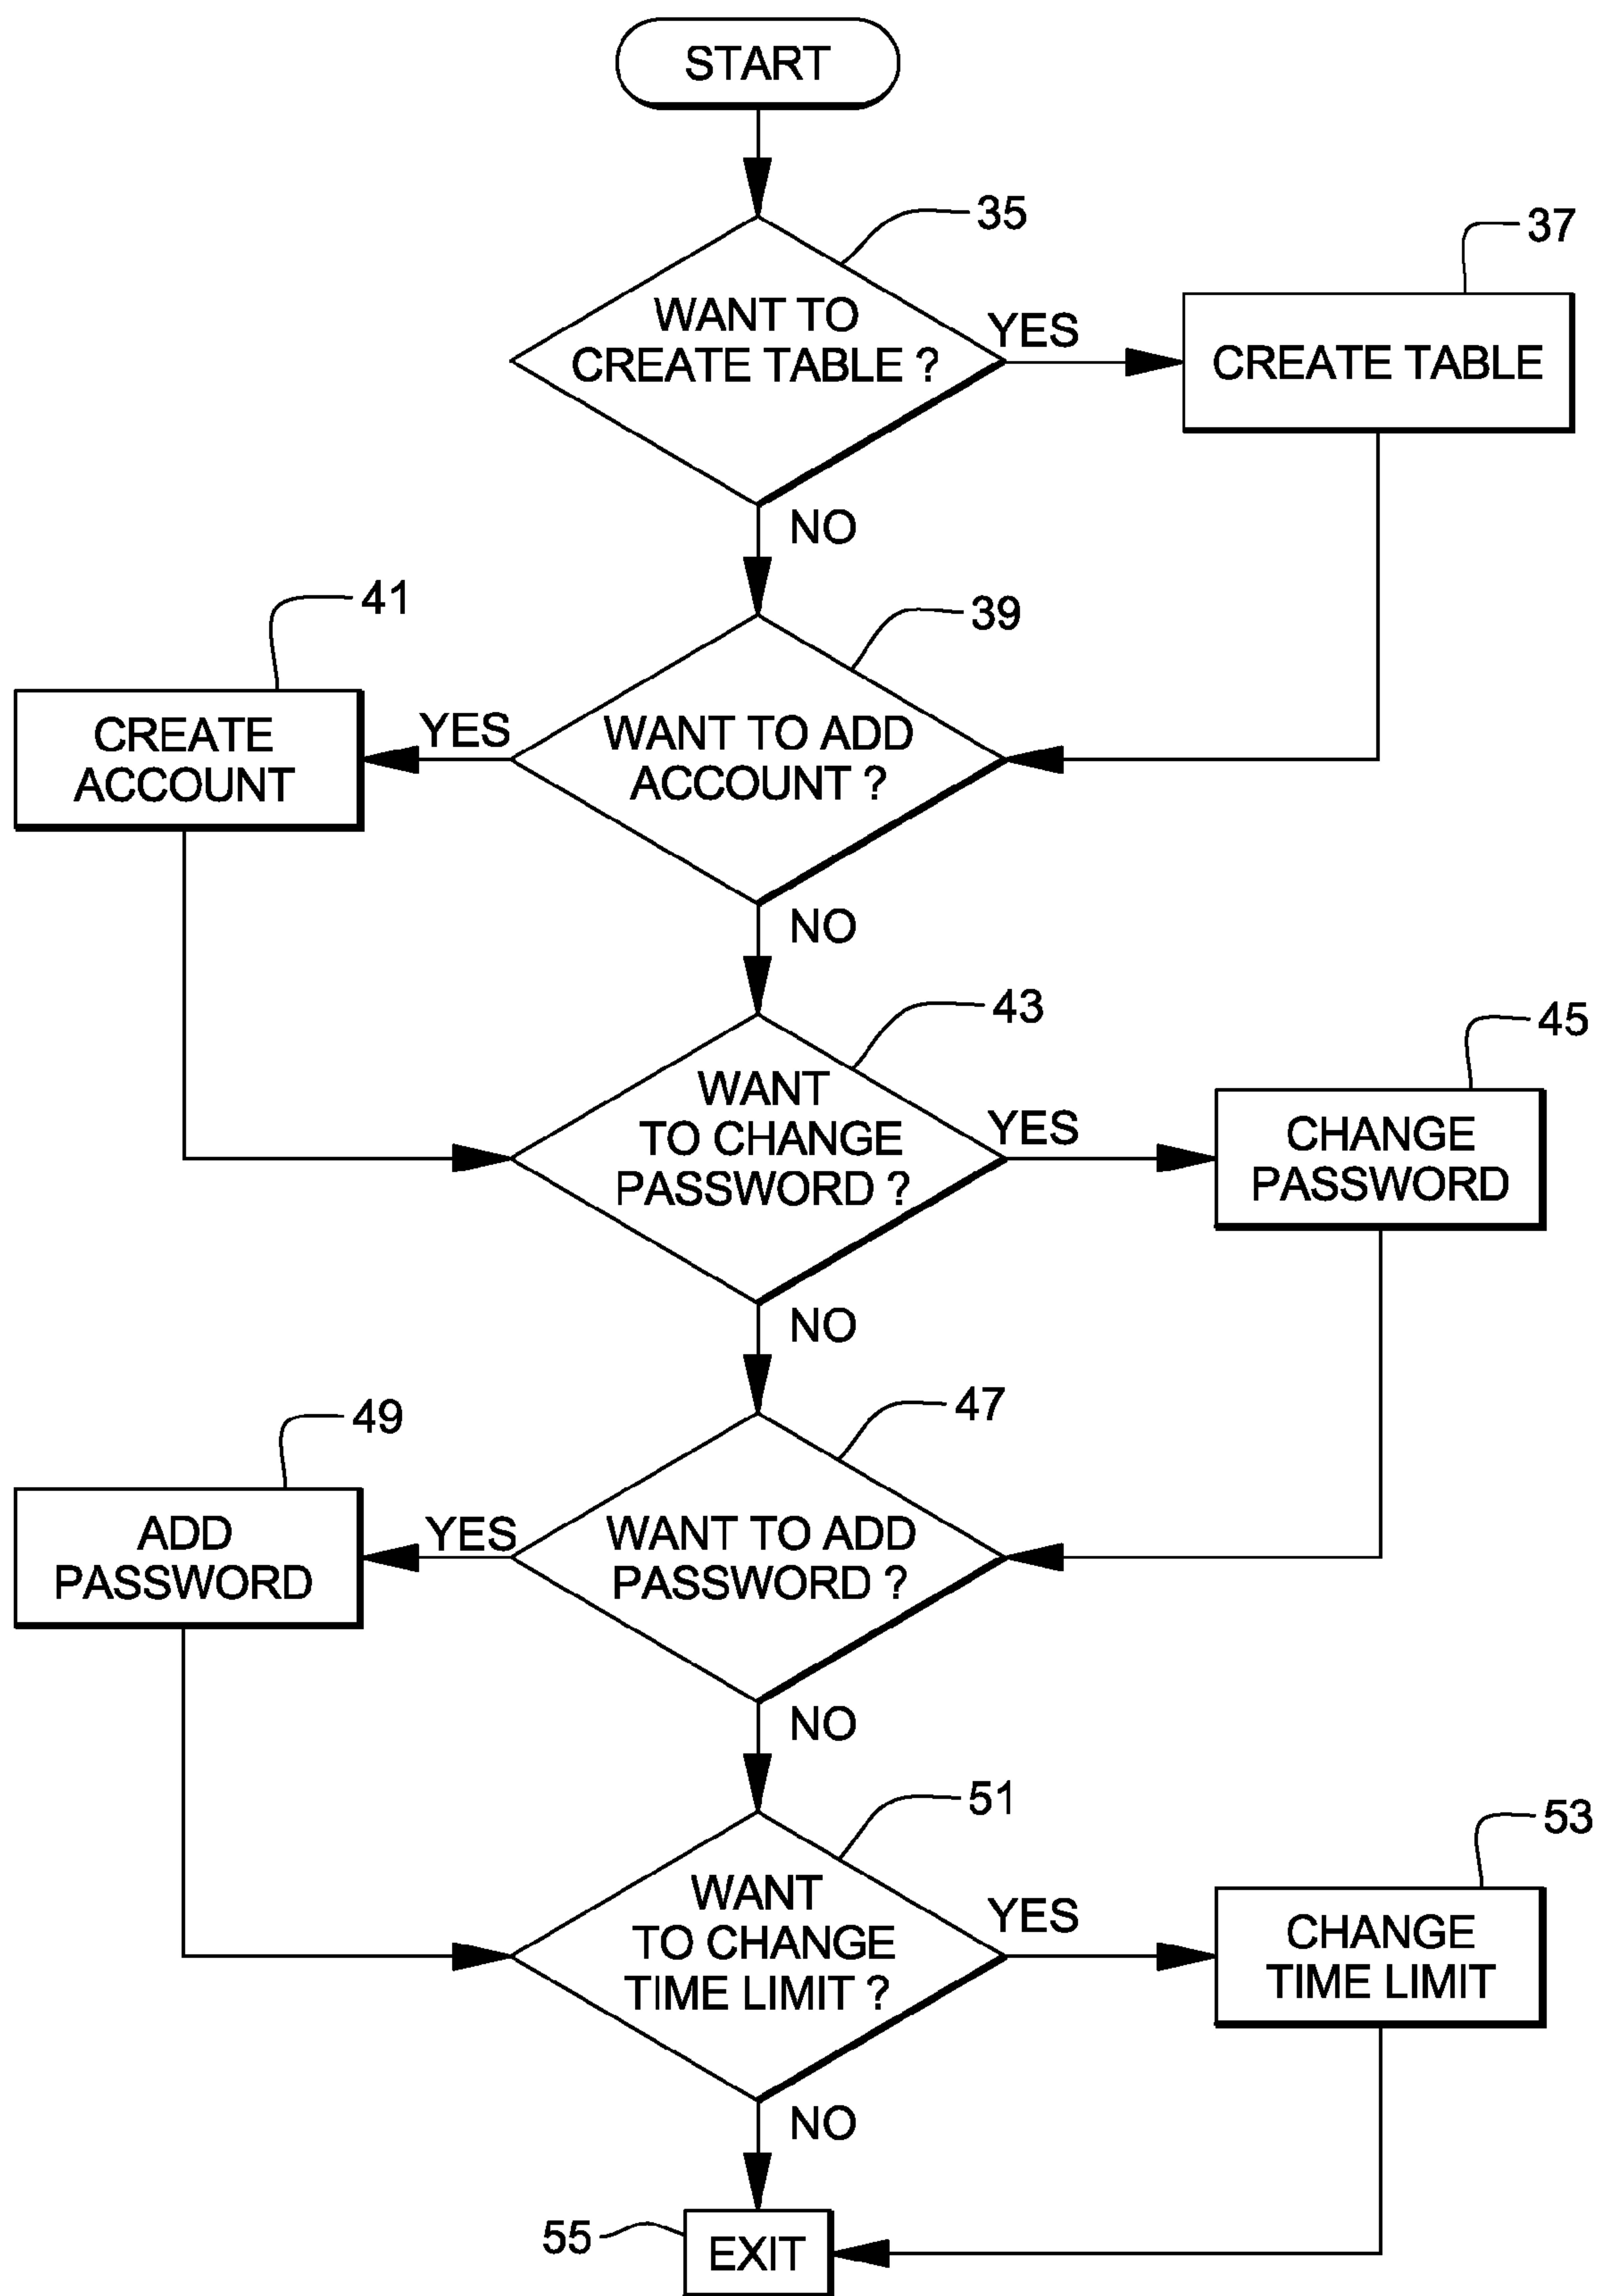 START
35
37
WANT TO
CREATE TABLE ?
YES
CREATE TABLE
NO
41
39
CREATE
ACCOUNT
YES
WANT TO ADD
ACCOUNT ?
NO
43
45
WANT
TO CHANGE
PASSWORD ?
YES
CHANGE
PASSWORD
NO
49
47
ADD
PASSWORD
YES
WANT TO ADD
PASSWORD ?
NO
51
53
WANT
TO CHANGE
TIME LIMIT ?
YES
CHANGE
TIME LIMIT
NO
55
EXIT